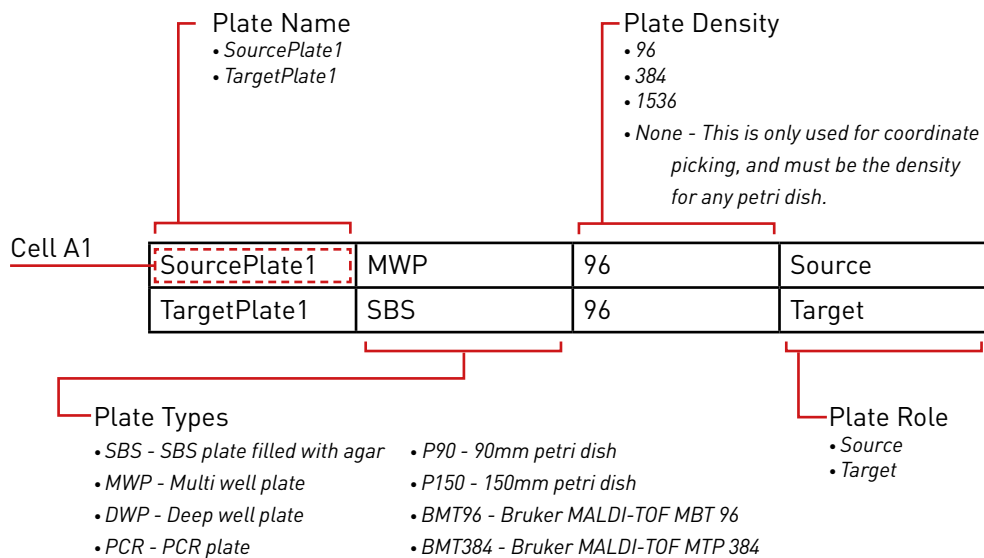 Plate Name
• SourcePlate1
• TargetPlate1
Plate Density
• 96
• 384
• 1536
• None - This is only used for coordinate
picking, and must be the density
for any petri dish.
Cell A1
SourcePlate1 MWP 96 Source
TargetPlate1 SBS 96 Target
Plate Types
• SBS - SBS plate filled with agar
• MWP - Multi well plate
• DWP - Deep well plate
• PCR - PCR plate
• P90 - 90mm petri dish
• P150 - 150mm petri dish
• BMT96 - Bruker MALDI-TOF MBT 96
• BMT384 - Bruker MALDI-TOF MTP 384
Plate Role
• Source
• Target